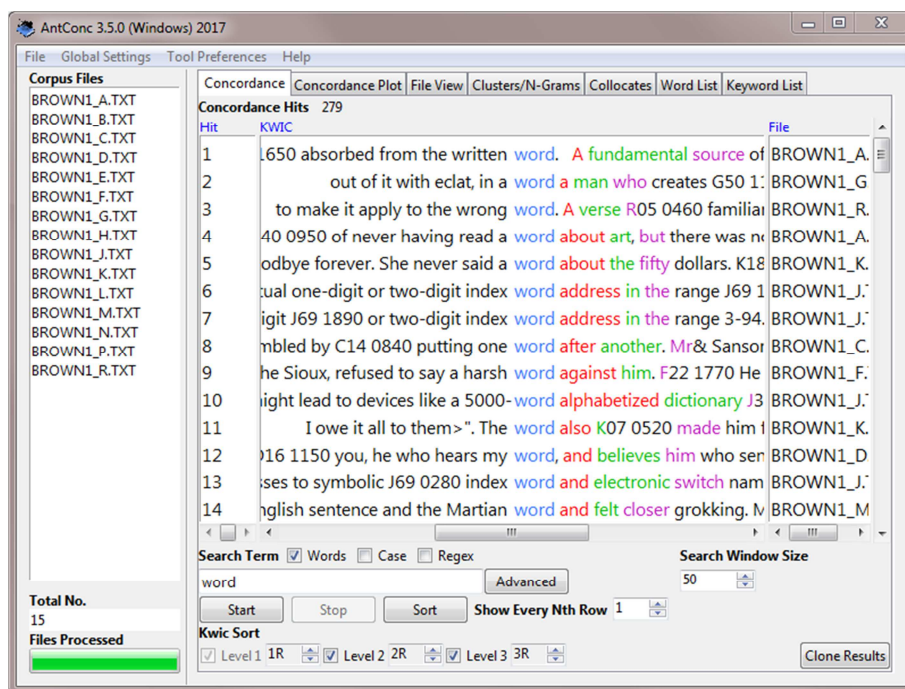 AntConc 3.5.0 (Windows) 2017
File Global Settings Tool Preferences Help
Corpus Files
BROWN1_A.TXT
BROWN1_B.TXT
BROWN1_C.TXT
BROWN1_D.TXT
BROWN1_E.TXT
BROWN1_F.TXT
BROWN1_G.TXT
BROWN1_H.TXT
BROWN1_J.TXT
BROWN1_K.TXT
BROWN1_L.TXT
BROWN1_M.TXT
BROWN1_N.TXT
BROWN1_P.TXT
BROWN1_R.TXT
Total No.
15
Files Processed
Concordance Concordance Plot File View Clusters/N-Grams Collocates Word List Keyword List
Concordance Hits 279
Hit KWIC File
1 1650 absorbed from the written word. A fundamental source of BROWN1_A.
2 out of it with eclat, in a word a man who creates G50 11 BROWN1_G
3 to make it apply to the wrong word. A verse R05 0460 familiar BROWN1_R.
4 40 0950 of never having read a word about art, but there was no BROWN1_A.
5 odbye forever. She never said a word about the fifty dollars. K18 BROWN1_K.
6 tual one-digit or two-digit index word address in the range J69 1 BROWN1_J.T
7 igit J69 1890 or two-digit index word address in the range 3-94. BROWN1_J.T
8 mbled by C14 0840 putting one word after another. Mr& Sansor BROWN1_C.
9 he Sioux, refused to say a harsh word against him. F22 1770 He BROWN1_F.T
10 ight lead to devices like a 5000-word alphabetized dictionary J3 BROWN1_J.T
11 I owe it all to them>". The word also K07 0520 made him f BROWN1_K.
12 D16 1150 you, he who hears my word, and believes him who sen BROWN1_D
13 sses to symbolic J69 0280 index word and electronic switch nam BROWN1_J.T
14 nglish sentence and the Martian word and felt closer grokking. M BROWN1_M
Search Term Words Case Regex Search Window Size
word Advanced 50
Start Stop Sort Show Every Nth Row 1
Kwic Sort
Level 1 1R Level 2 2R Level 3 3R Clone Results